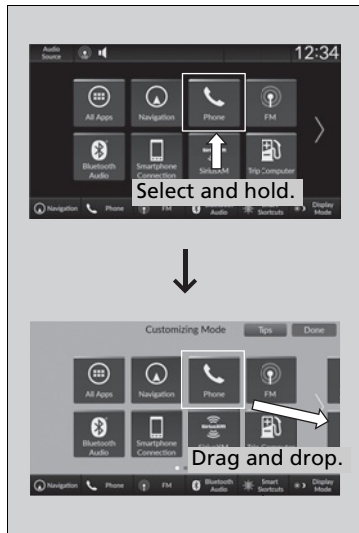 Audio
Source
12:34
All Apps
Navigation
Phone
FM
Bluetooth
Audio
Smartphone
Connection
SiriusXM
Trip Computer
Select and hold.
Navigation
Phone
FM
Bluetooth
Audio
Smart
Shortcuts
Display
Mode
Customizing Mode
Tips
Done
All Apps
Navigation
Phone
FM
Bluetooth
Audio
Smartphone
Connection
SiriusXM
Drag and drop.
Navigation
Phone
FM
Bluetooth
Audio
Smart
Shortcuts
Display
Mode